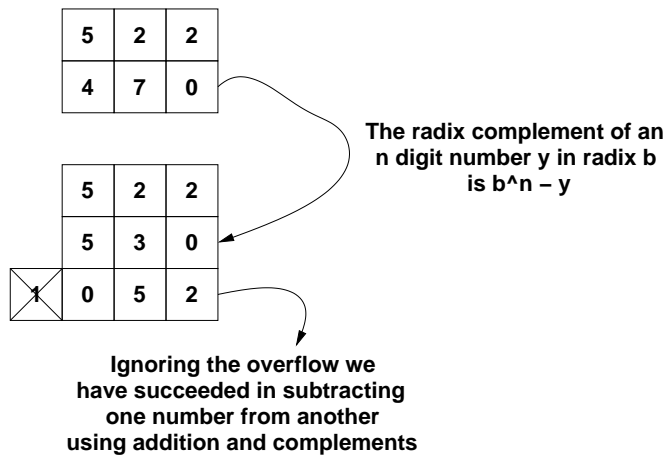 5 2 2
4 7 0
The radix complement of an
n digit number y in radix b
is b^n − y
5 2 2
5 3 0
1 0 5 2
Ignoring the overflow we
have succeeded in subtracting
one number from another
using addition and complements